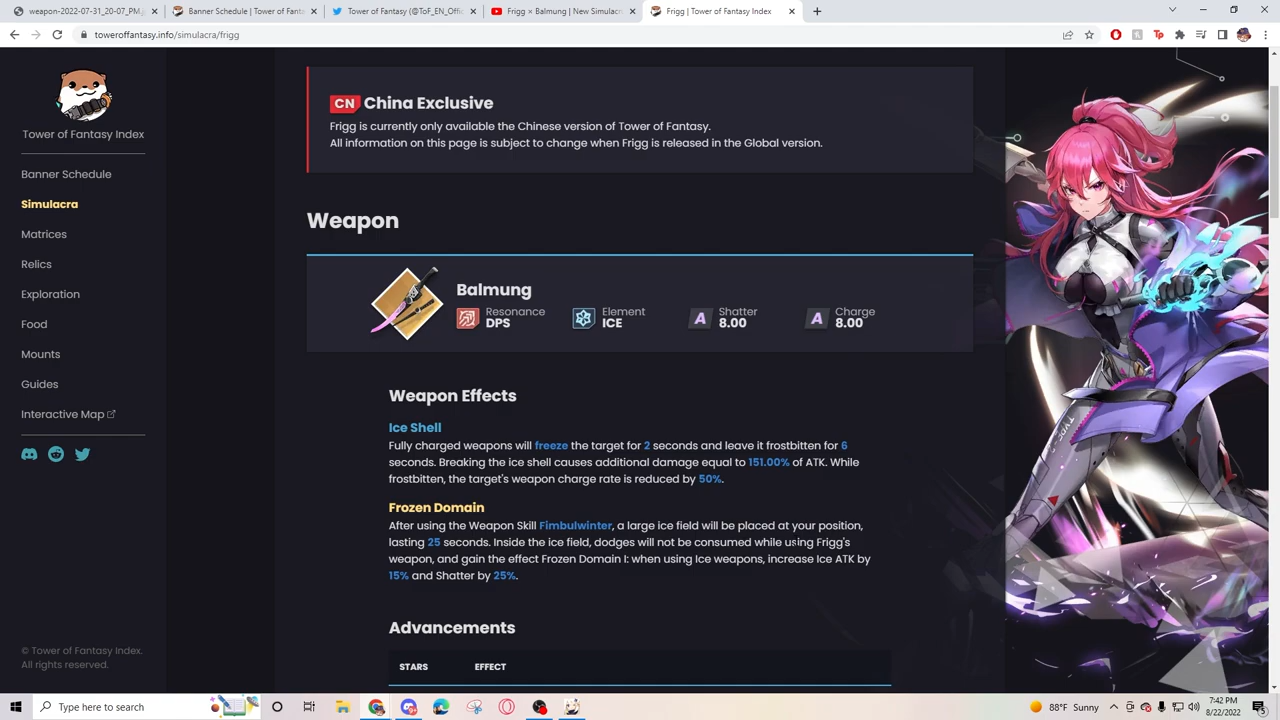 weapon-2022-07-31_20-07_PM.j
Banner Schedule | Tower of Fanta
Tower of Fantasy (@ToF_EN_Offic
Frigg × Balmung | New Simulacr
Frigg | Tower of Fantasy Index
toweroffantasy.info/simulacra/frigg
Tower of Fantasy Index
Banner Schedule
Simulacra
Matrices
Relics
Exploration
Food
Mounts
Guides
Interactive Map
© Tower of Fantasy Index.
All rights reserved.
CN China Exclusive
Frigg is currently only available the Chinese version of Tower of Fantasy.
All information on this page is subject to change when Frigg is released in the Global version.
Weapon
Balmung
Resonance
DPS
Element
ICE
A
Shatter
8.00
A
Charge
8.00
Weapon Effects
Ice Shell
Fully charged weapons will freeze the target for 2 seconds and leave it frostbitten for 6
seconds. Breaking the ice shell causes additional damage equal to 151.00% of ATK. While
frostbitten, the target's weapon charge rate is reduced by 50%.
Frozen Domain
After using the Weapon Skill Fimbulwinter, a large ice field will be placed at your position,
lasting 25 seconds. Inside the ice field, dodges will not be consumed while using Frigg's
weapon, and gain the effect Frozen Domain I: when using Ice weapons, increase Ice ATK by
15% and Shatter by 25%.
Advancements
STARS
EFFECT
Type here to search
88°F Sunny
7:42 PM
8/22/2022